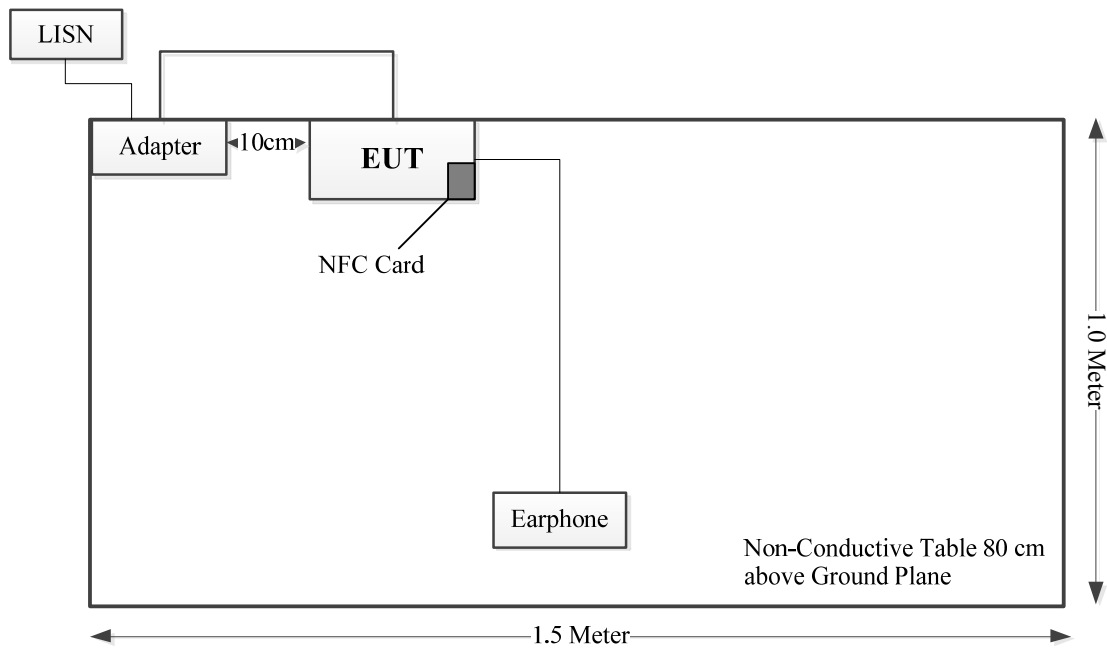 LISN
Adapter
10cm
EUT
NFC Card
1.0 Meter
Earphone
Non-Conductive Table 80 cm
above Ground Plane
1.5 Meter